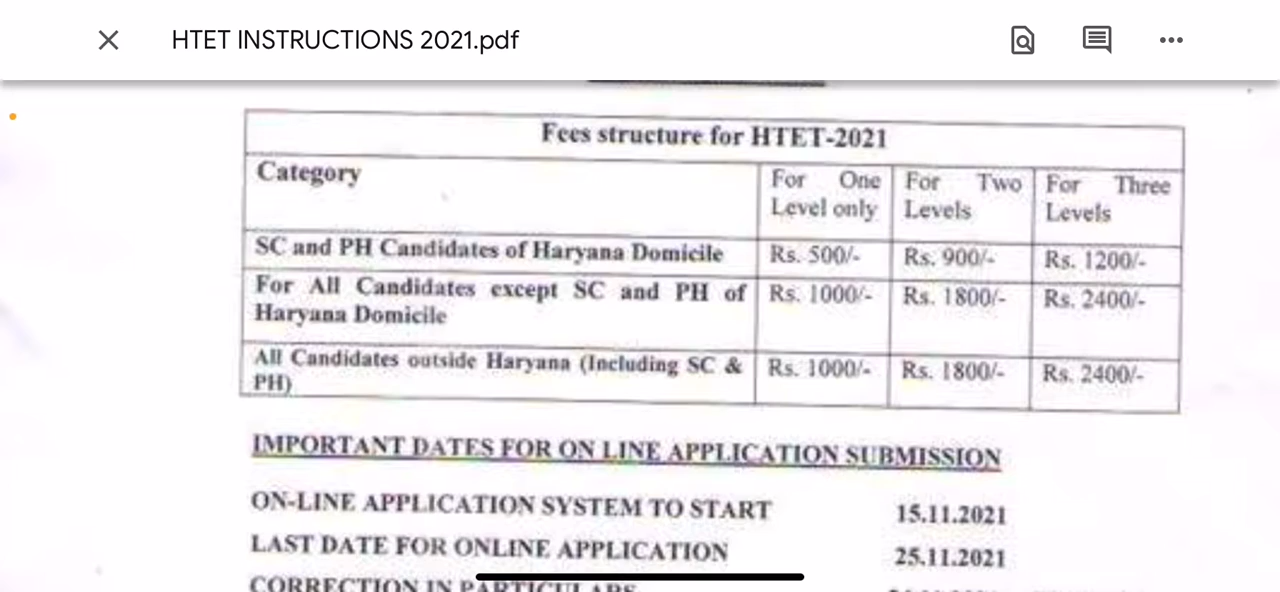 HTET INSTRUCTIONS 2021.pdf
Fees structure for HTET-2021
Category
For One
Level only
For Two
Levels
For Three
Levels
SC and PH Candidates of Haryana Domicile
Rs. 500/-
Rs. 900/-
Rs. 1200/-
For All Candidates except SC and PH of
Haryana Domicile
Rs. 1000/-
Rs. 1800/-
Rs. 2400/-
All Candidates outside Haryana (Including SC &
PH)
Rs. 1000/-
Rs. 1800/-
Rs. 2400/-
IMPORTANT DATES FOR ON LINE APPLICATION SUBMISSION
ON-LINE APPLICATION SYSTEM TO START 15.11.2021
LAST DATE FOR ONLINE APPLICATION 25.11.2021
CORRECTION IN PARTICULARS